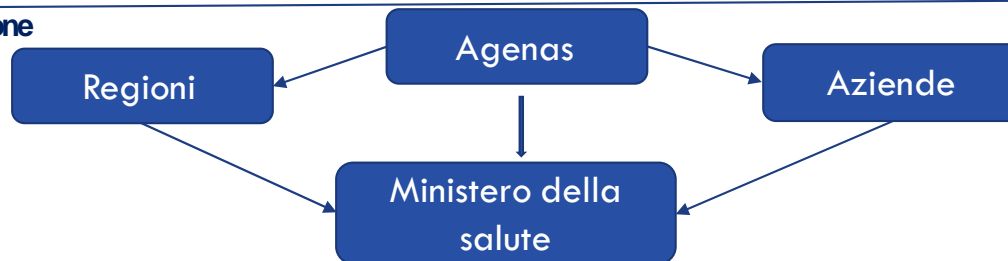 one
Agenas
Regioni
Aziende
Ministero della
salute